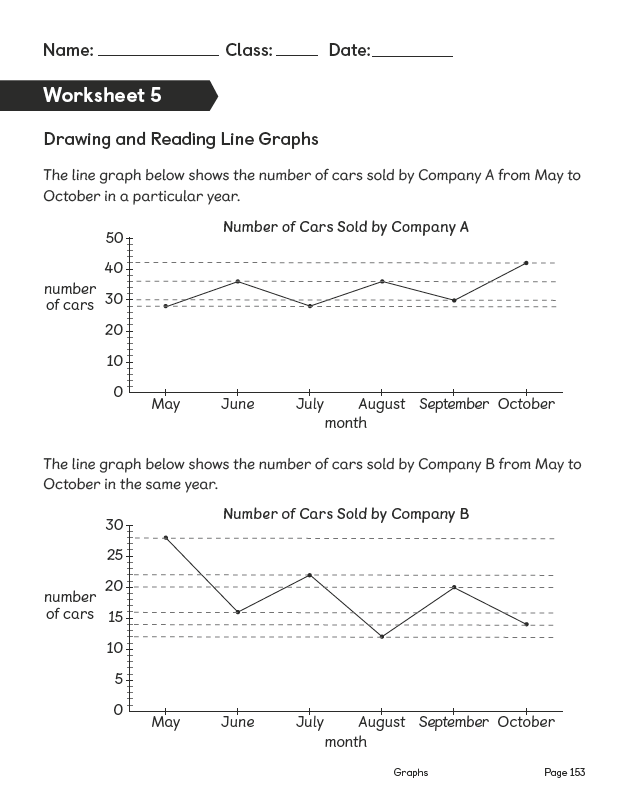 Name: Class: Date:
Worksheet 5
Drawing and Reading Line Graphs
The line graph below shows the number of cars sold by Company A from May to
October in a particular year.
Number of Cars Sold by Company A
50
40
number
of cars
30
20
10
0
May June July August September October
month
The line graph below shows the number of cars sold by Company B from May to
October in the same year.
Number of Cars Sold by Company B
30
25
20
number
of cars
15
10
5
0
May June July August September October
month
Graphs Page 153